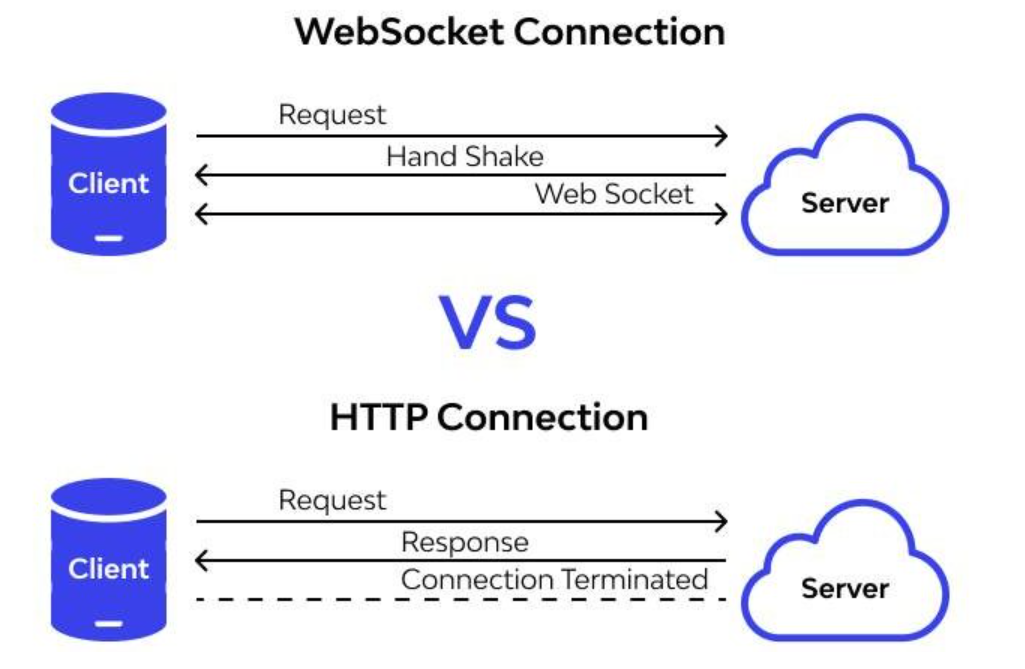 WebSocket Connection
Request
Hand Shake
Web Socket
Client
Server
VS
HTTP Connection
Request
Response
Connection Terminated
Client
Server